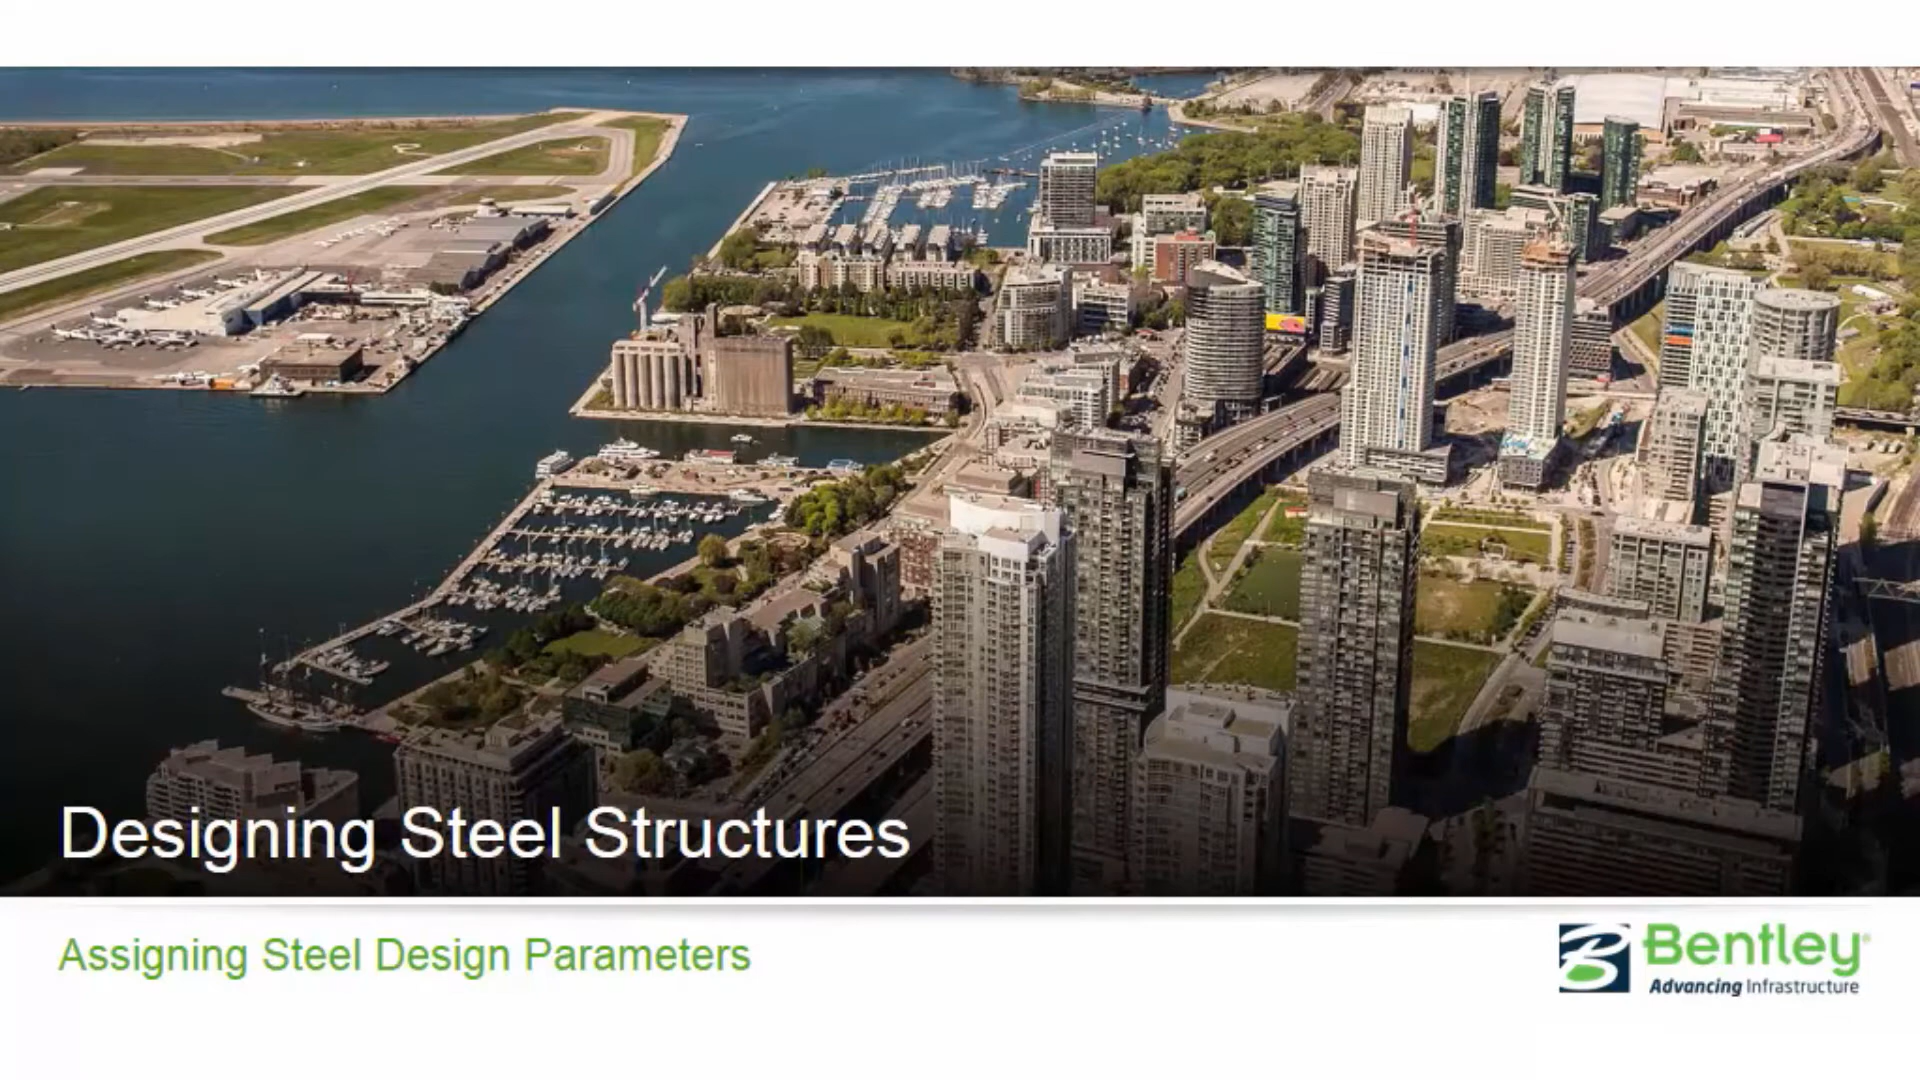 Designing Steel Structures
Assigning Steel Design Parameters
Bentley®
Advancing Infrastructure